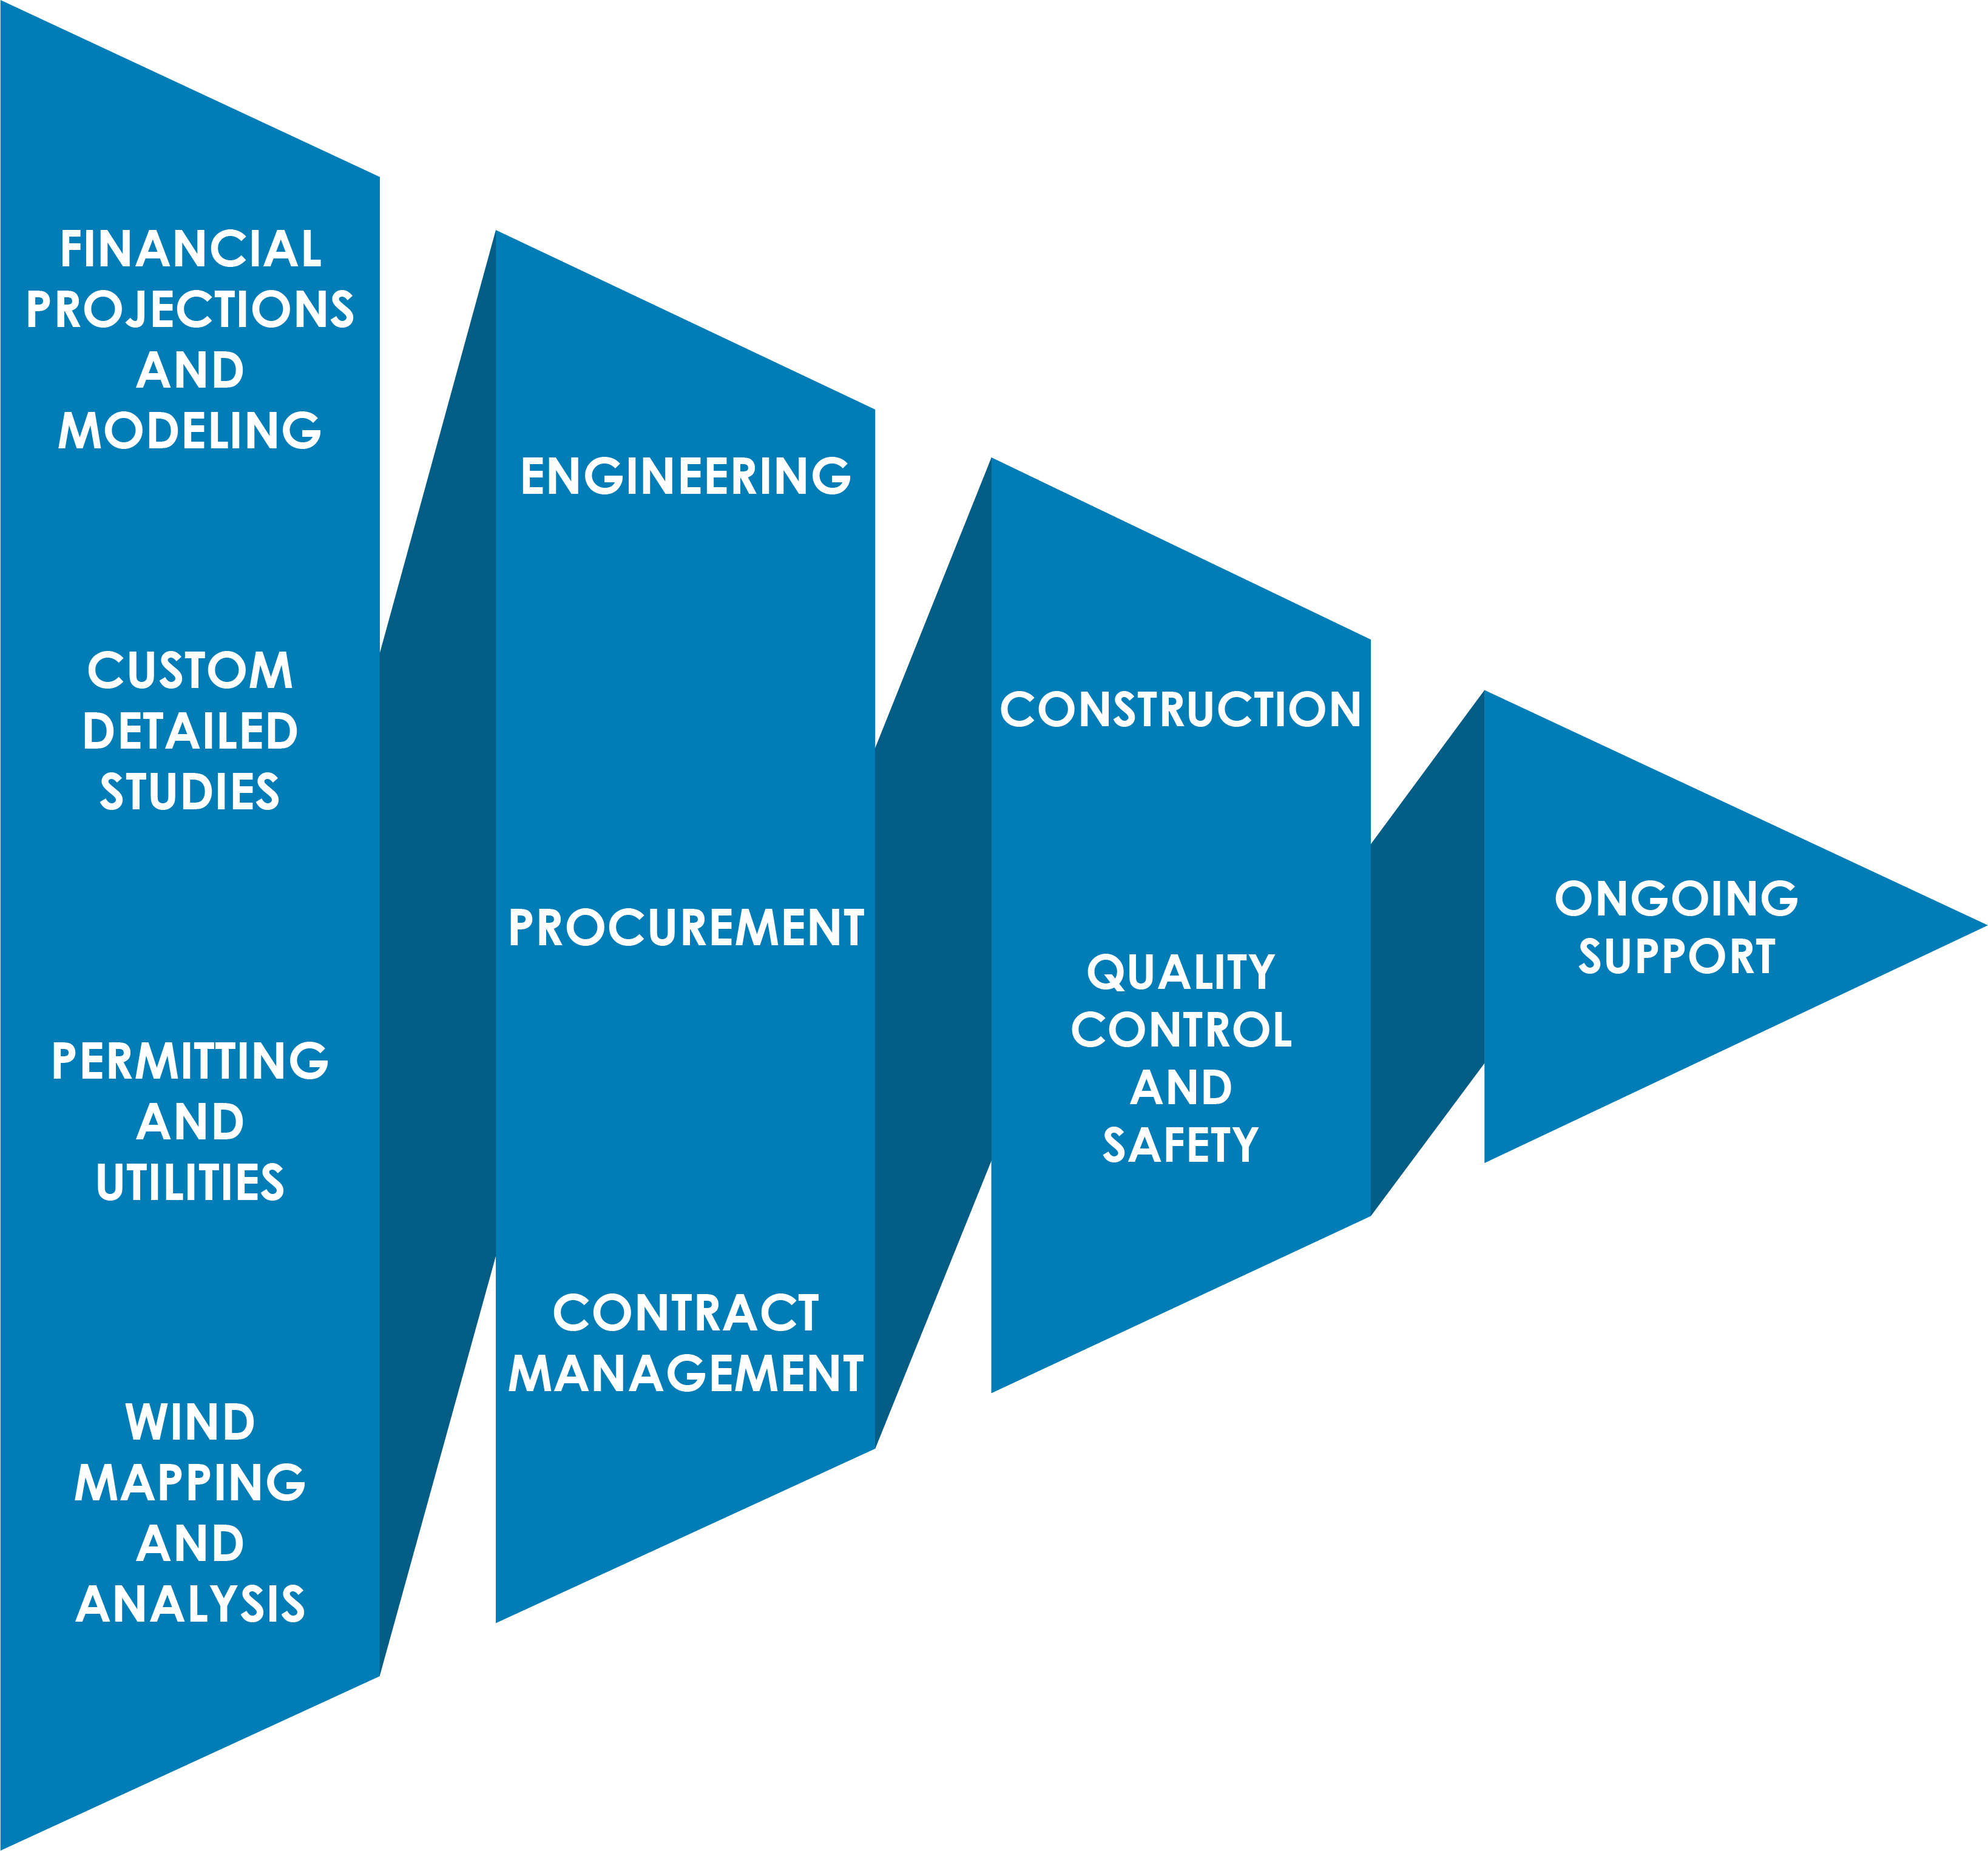 FINANCIAL
PROJECTIONS
AND
MODELING
CUSTOM
DETAILED
STUDIES
PERMITTING
AND
UTILITIES
WIND
MAPPING
AND
ANALYSIS
ENGINEERING
PROCUREMENT
CONTRACT
MANAGEMENT
CONSTRUCTION
QUALITY
CONTROL
AND
SAFETY
ONGOING
SUPPORT